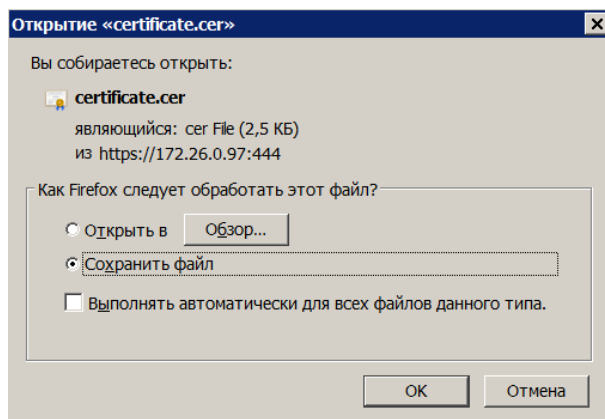 Открытие «certificate.cer»
Вы собираетесь открыть:
certificate.cer
являющийся: cer File (2,5 КБ)
из https://172.26.0.97:444
Как Firefox следует обработать этот файл?
Открыть в
Обзор...
Сохранить файл
Выполнять автоматически для всех файлов данного типа.
OK
Отмена